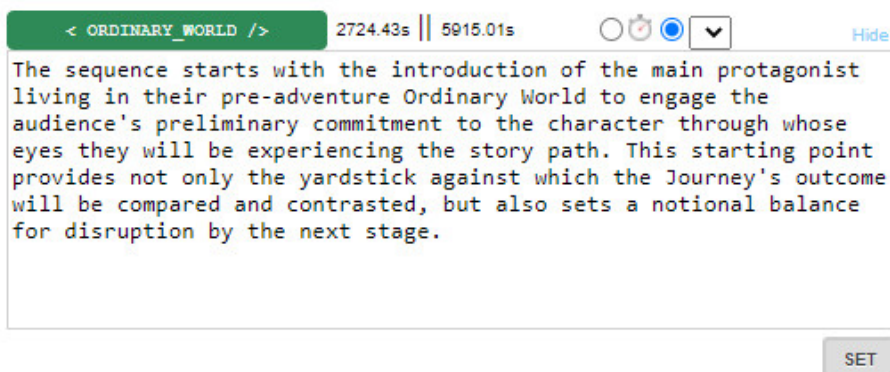 < ORDINARY_WORLD /> 2724.43s || 5915.01s Hide
The sequence starts with the introduction of the main protagonist
living in their pre-adventure Ordinary World to engage the
audience's preliminary commitment to the character through whose
eyes they will be experiencing the story path. This starting point
provides not only the yardstick against which the Journey's outcome
will be compared and contrasted, but also sets a notional balance
for disruption by the next stage.
SET